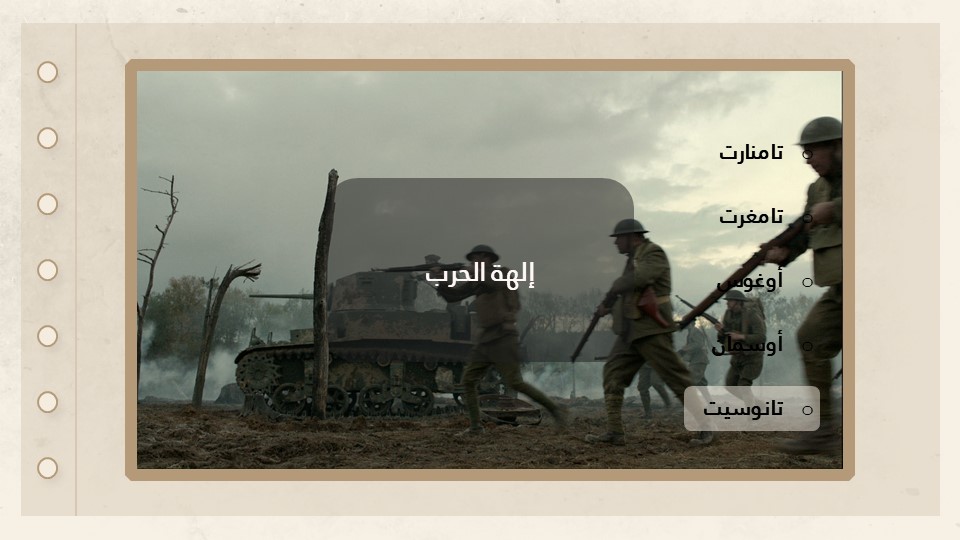 تامنارت
تامغرت
إلهة الحرب
أوغوس
أوسمان
تانوسيت